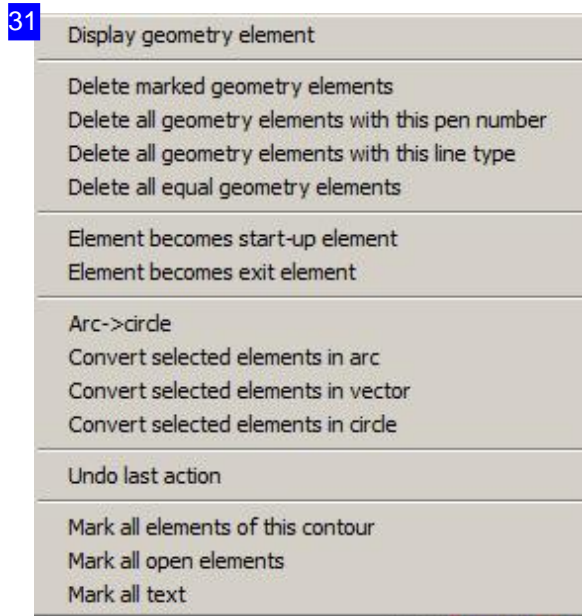 31
Display geometry element
Delete marked geometry elements
Delete all geometry elements with this pen number
Delete all geometry elements with this line type
Delete all equal geometry elements
Element becomes start-up element
Element becomes exit element
Arc->circle
Convert selected elements in arc
Convert selected elements in vector
Convert selected elements in circle
Undo last action
Mark all elements of this contour
Mark all open elements
Mark all text